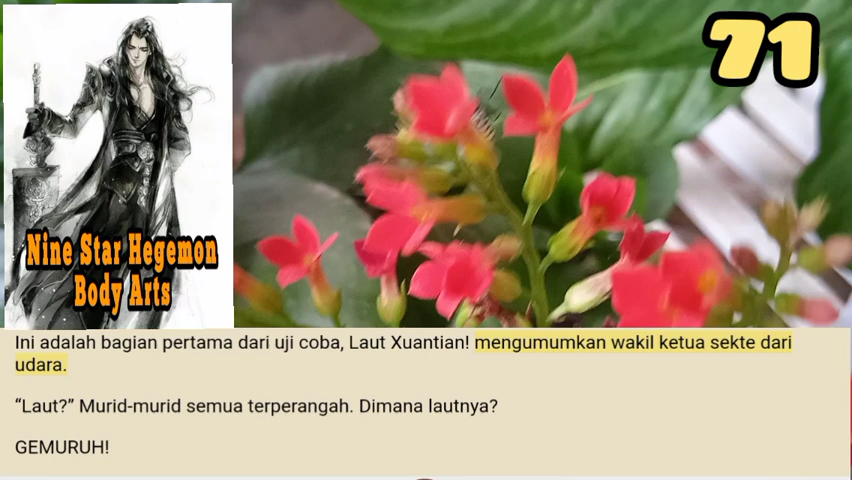 71
Nine Star Hegemon
Body Arts
Ini adalah bagian pertama dari uji coba, Laut Xuantian! mengumumkan wakil ketua sekte dari
udara.
“Laut?” Murid-murid semua terperangah. Dimana lautnya?
GEMURUH!